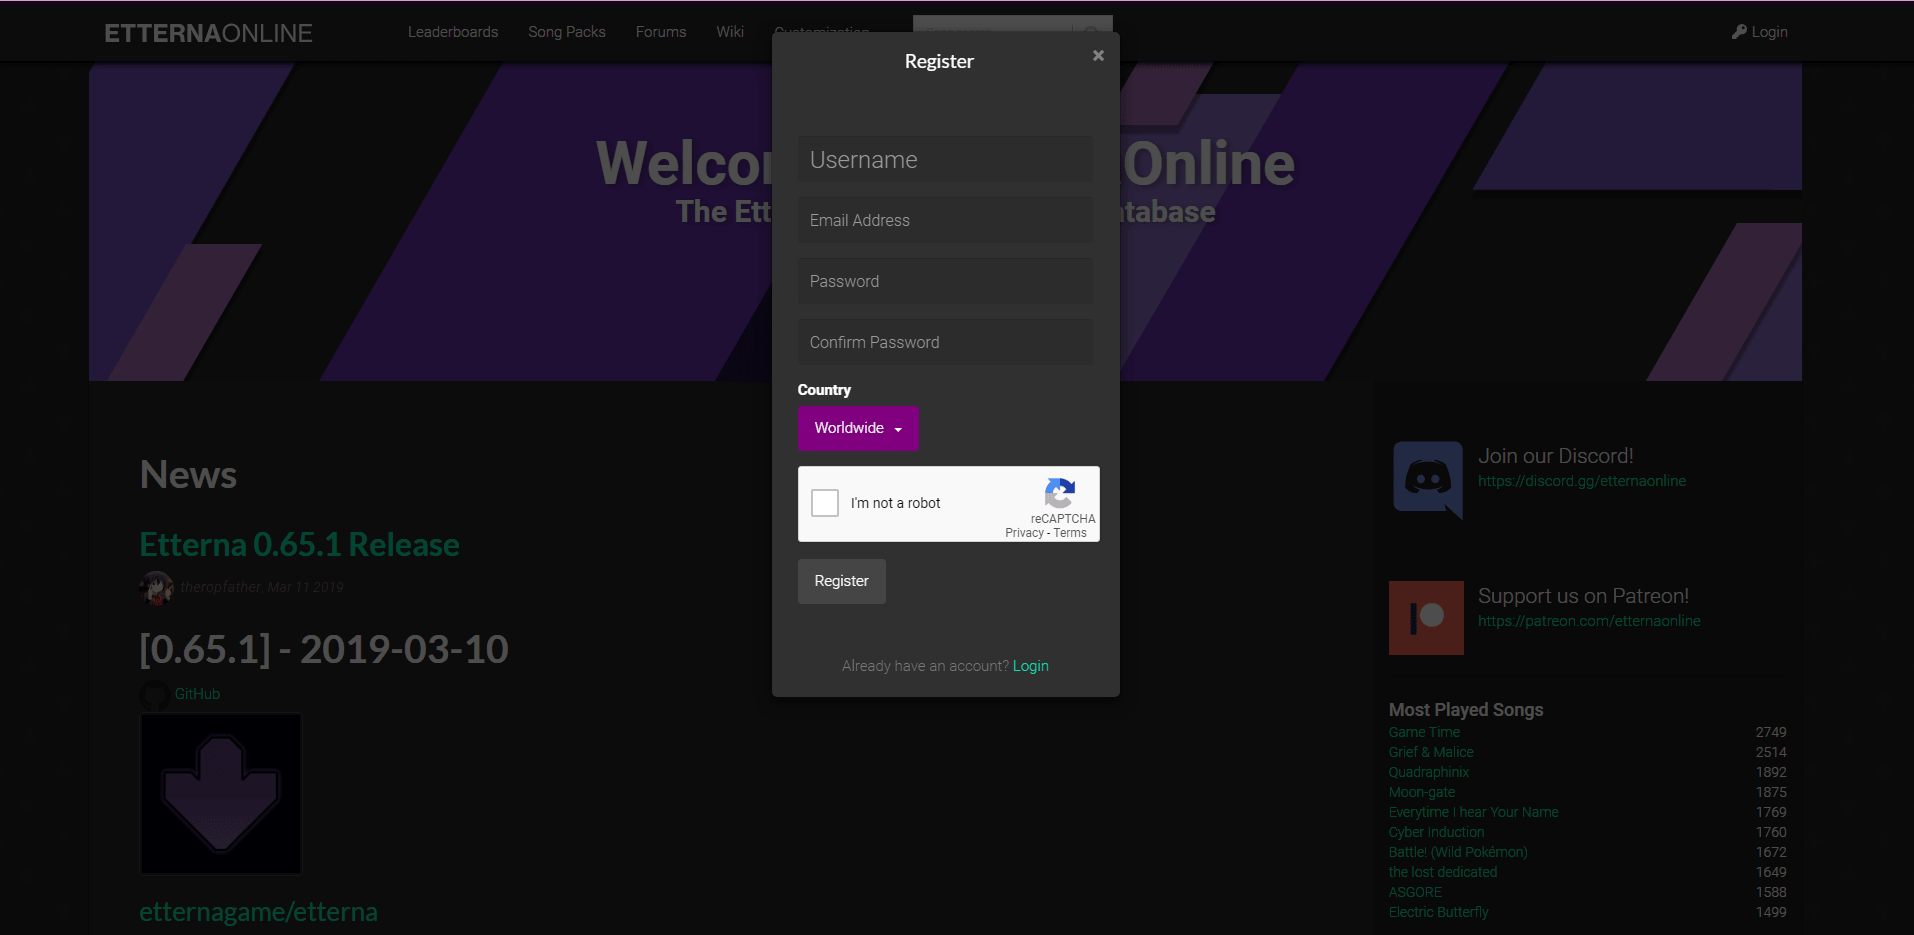 ETTERNAONLINE
Leaderboards Song Packs Forums Wiki Customization
Login
Register
×
Welco Online
The Ett tabase
Username
Email Address
Password
Confirm Password
Country
Worldwide
I'm not a robot
reCAPTCHA
Privacy - Terms
Register
Already have an account? Login
News
Etterna 0.65.1 Release
theropfather, Mar 11 2019
[0.65.1] - 2019-03-10
GitHub
etternagame/etterna
Join our Discord!
https://discord.gg/etternaonline
Support us on Patreon!
https://patreon.com/etternaonline
Most Played Songs
Game Time 2749
Grief & Malice 2514
Quadraphinix 1892
Moon-gate 1875
Everytime I hear Your Name 1769
Cyber Induction 1760
Battle! (Wild Pokémon) 1672
the lost dedicated 1649
ASGORE 1588
Electric Butterfly 1499